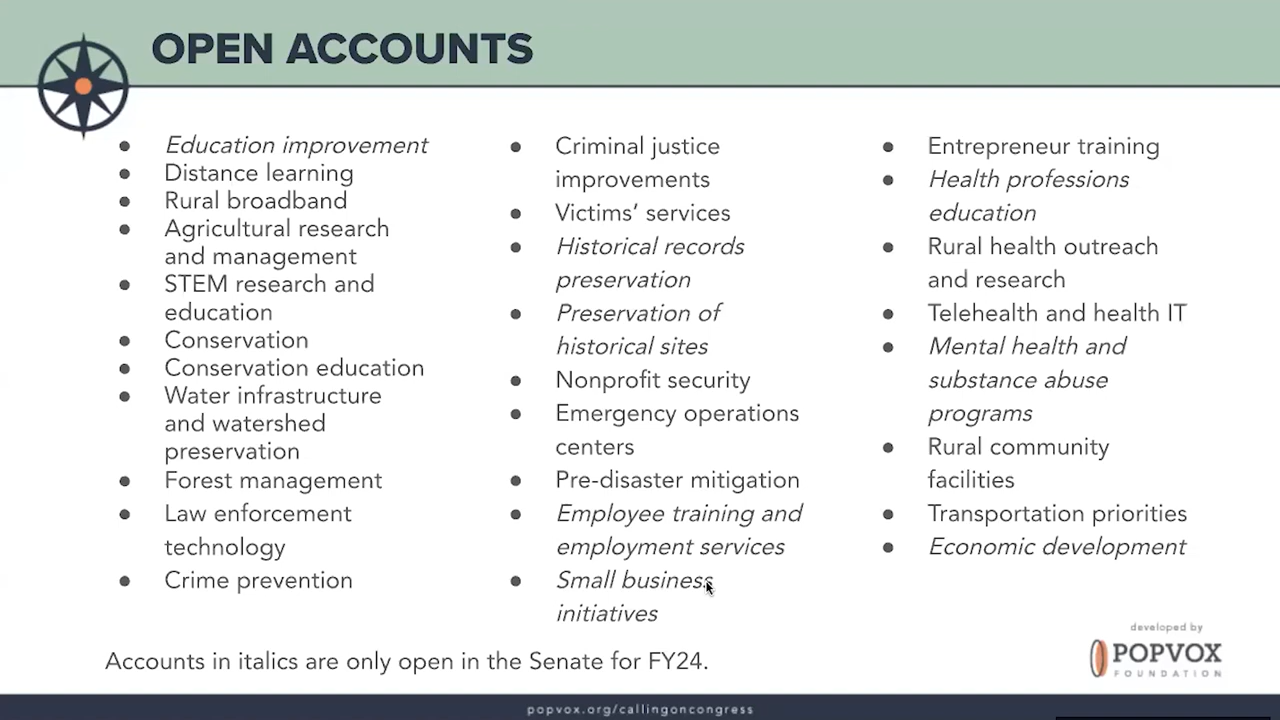 OPEN ACCOUNTS
● Education improvement
● Distance learning
● Rural broadband
● Agricultural research
and management
● STEM research and
education
● Conservation
● Conservation education
● Water infrastructure
and watershed
preservation
● Forest management
● Law enforcement
technology
● Crime prevention
● Criminal justice
improvements
● Victims’ services
● Historical records
preservation
● Preservation of
historical sites
● Nonprofit security
● Emergency operations
centers
● Pre-disaster mitigation
● Employee training and
employment services
● Small business
initiatives
● Entrepreneur training
● Health professions
education
● Rural health outreach
and research
● Telehealth and health IT
● Mental health and
substance abuse
programs
● Rural community
facilities
● Transportation priorities
● Economic development
Accounts in italics are only open in the Senate for FY24.
developed by
POPVOX
FOUNDATION
popvox.org/callingoncongress